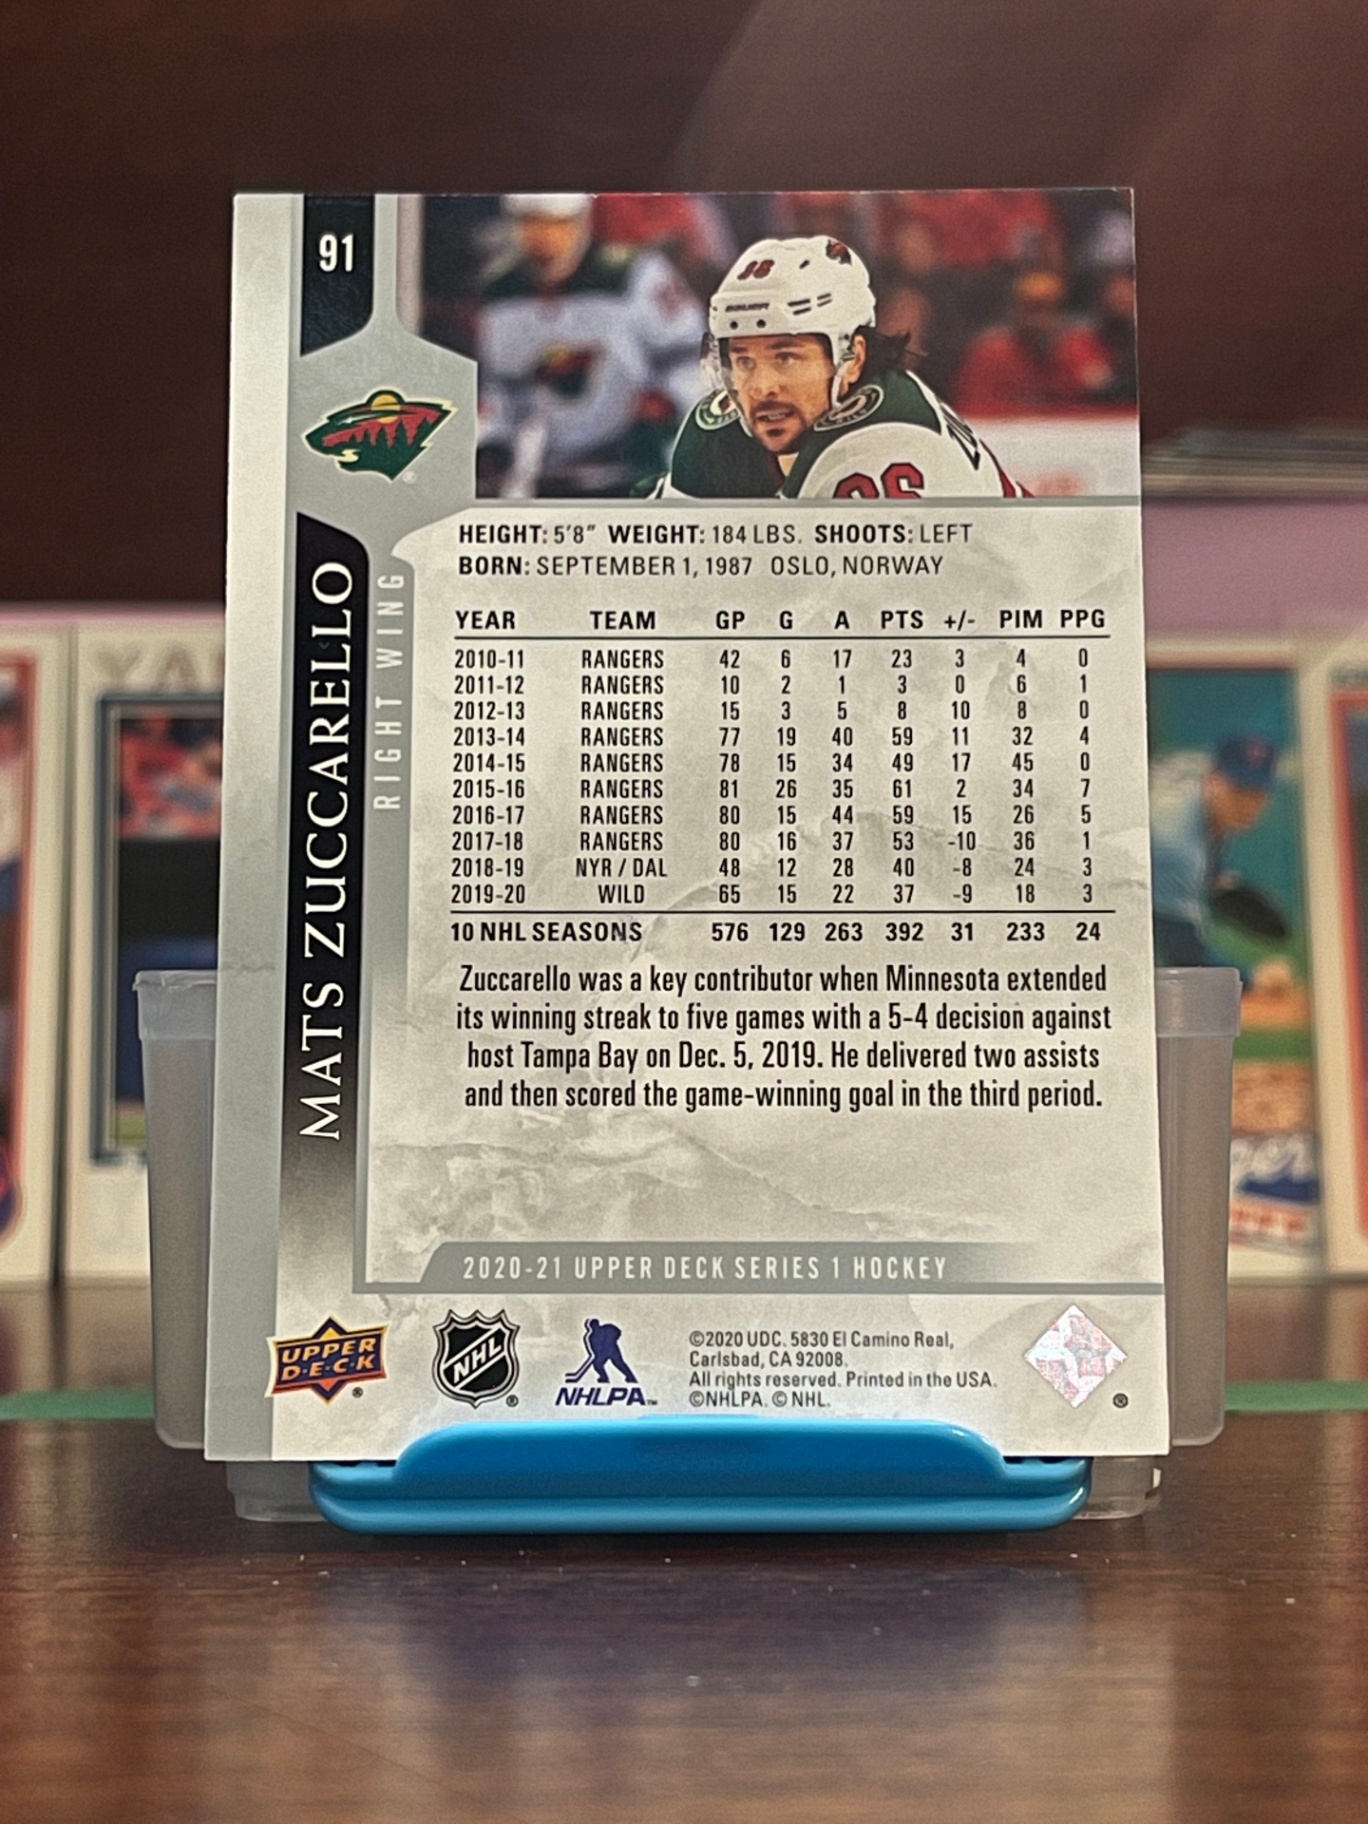 91
38
BAUER
36
MATS ZUCCARELLO
RIGHT WING
HEIGHT: 5'8" WEIGHT: 184 LBS. SHOOTS: LEFT
BORN: SEPTEMBER 1, 1987 OSLO, NORWAY
YEAR TEAM GP G A PTS +/- PIM PPG
2010-11 RANGERS 42 6 17 23 3 4 0
2011-12 RANGERS 10 2 1 3 0 6 1
2012-13 RANGERS 15 3 5 8 10 8 0
2013-14 RANGERS 77 19 40 59 11 32 4
2014-15 RANGERS 78 15 34 49 17 45 0
2015-16 RANGERS 81 26 35 61 2 34 7
2016-17 RANGERS 80 15 44 59 15 26 5
2017-18 RANGERS 80 16 37 53 -10 36 1
2018-19 NYR / DAL 48 12 28 40 -8 24 3
2019-20 WILD 65 15 22 37 -9 18 3
10 NHL SEASONS 576 129 263 392 31 233 24
Zuccarello was a key contributor when Minnesota extended
its winning streak to five games with a 5-4 decision against
host Tampa Bay on Dec. 5, 2019. He delivered two assists
and then scored the game-winning goal in the third period.
2020-21 UPPER DECK SERIES 1 HOCKEY
UPPER
D·E·C·K
®
NHL
®
NHLPA™
©2020 UDC. 5830 El Camino Real,
Carlsbad, CA 92008.
All rights reserved. Printed in the USA.
©NHLPA. © NHL.
®